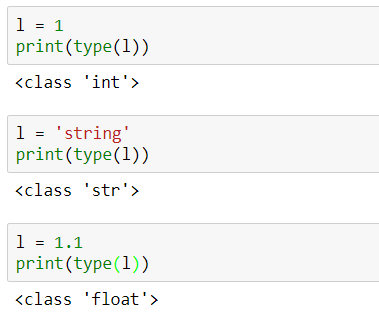 l = 1
print(type(l))
<class 'int'>
l = 'string'
print(type(l))
<class 'str'>
l = 1.1
print(type(l))
<class 'float'>